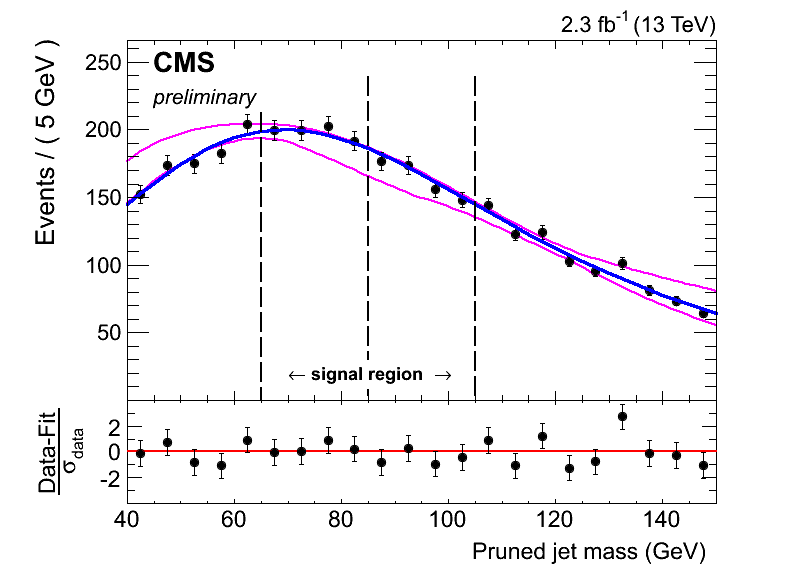 2.3 fb⁻¹ (13 TeV)
CMS
preliminary
Events / ( 5 GeV )
250
200
150
100
50
← signal region →
Data-Fit
σdata
2
0
-2
40 60 80 100 120 140
Pruned jet mass (GeV)